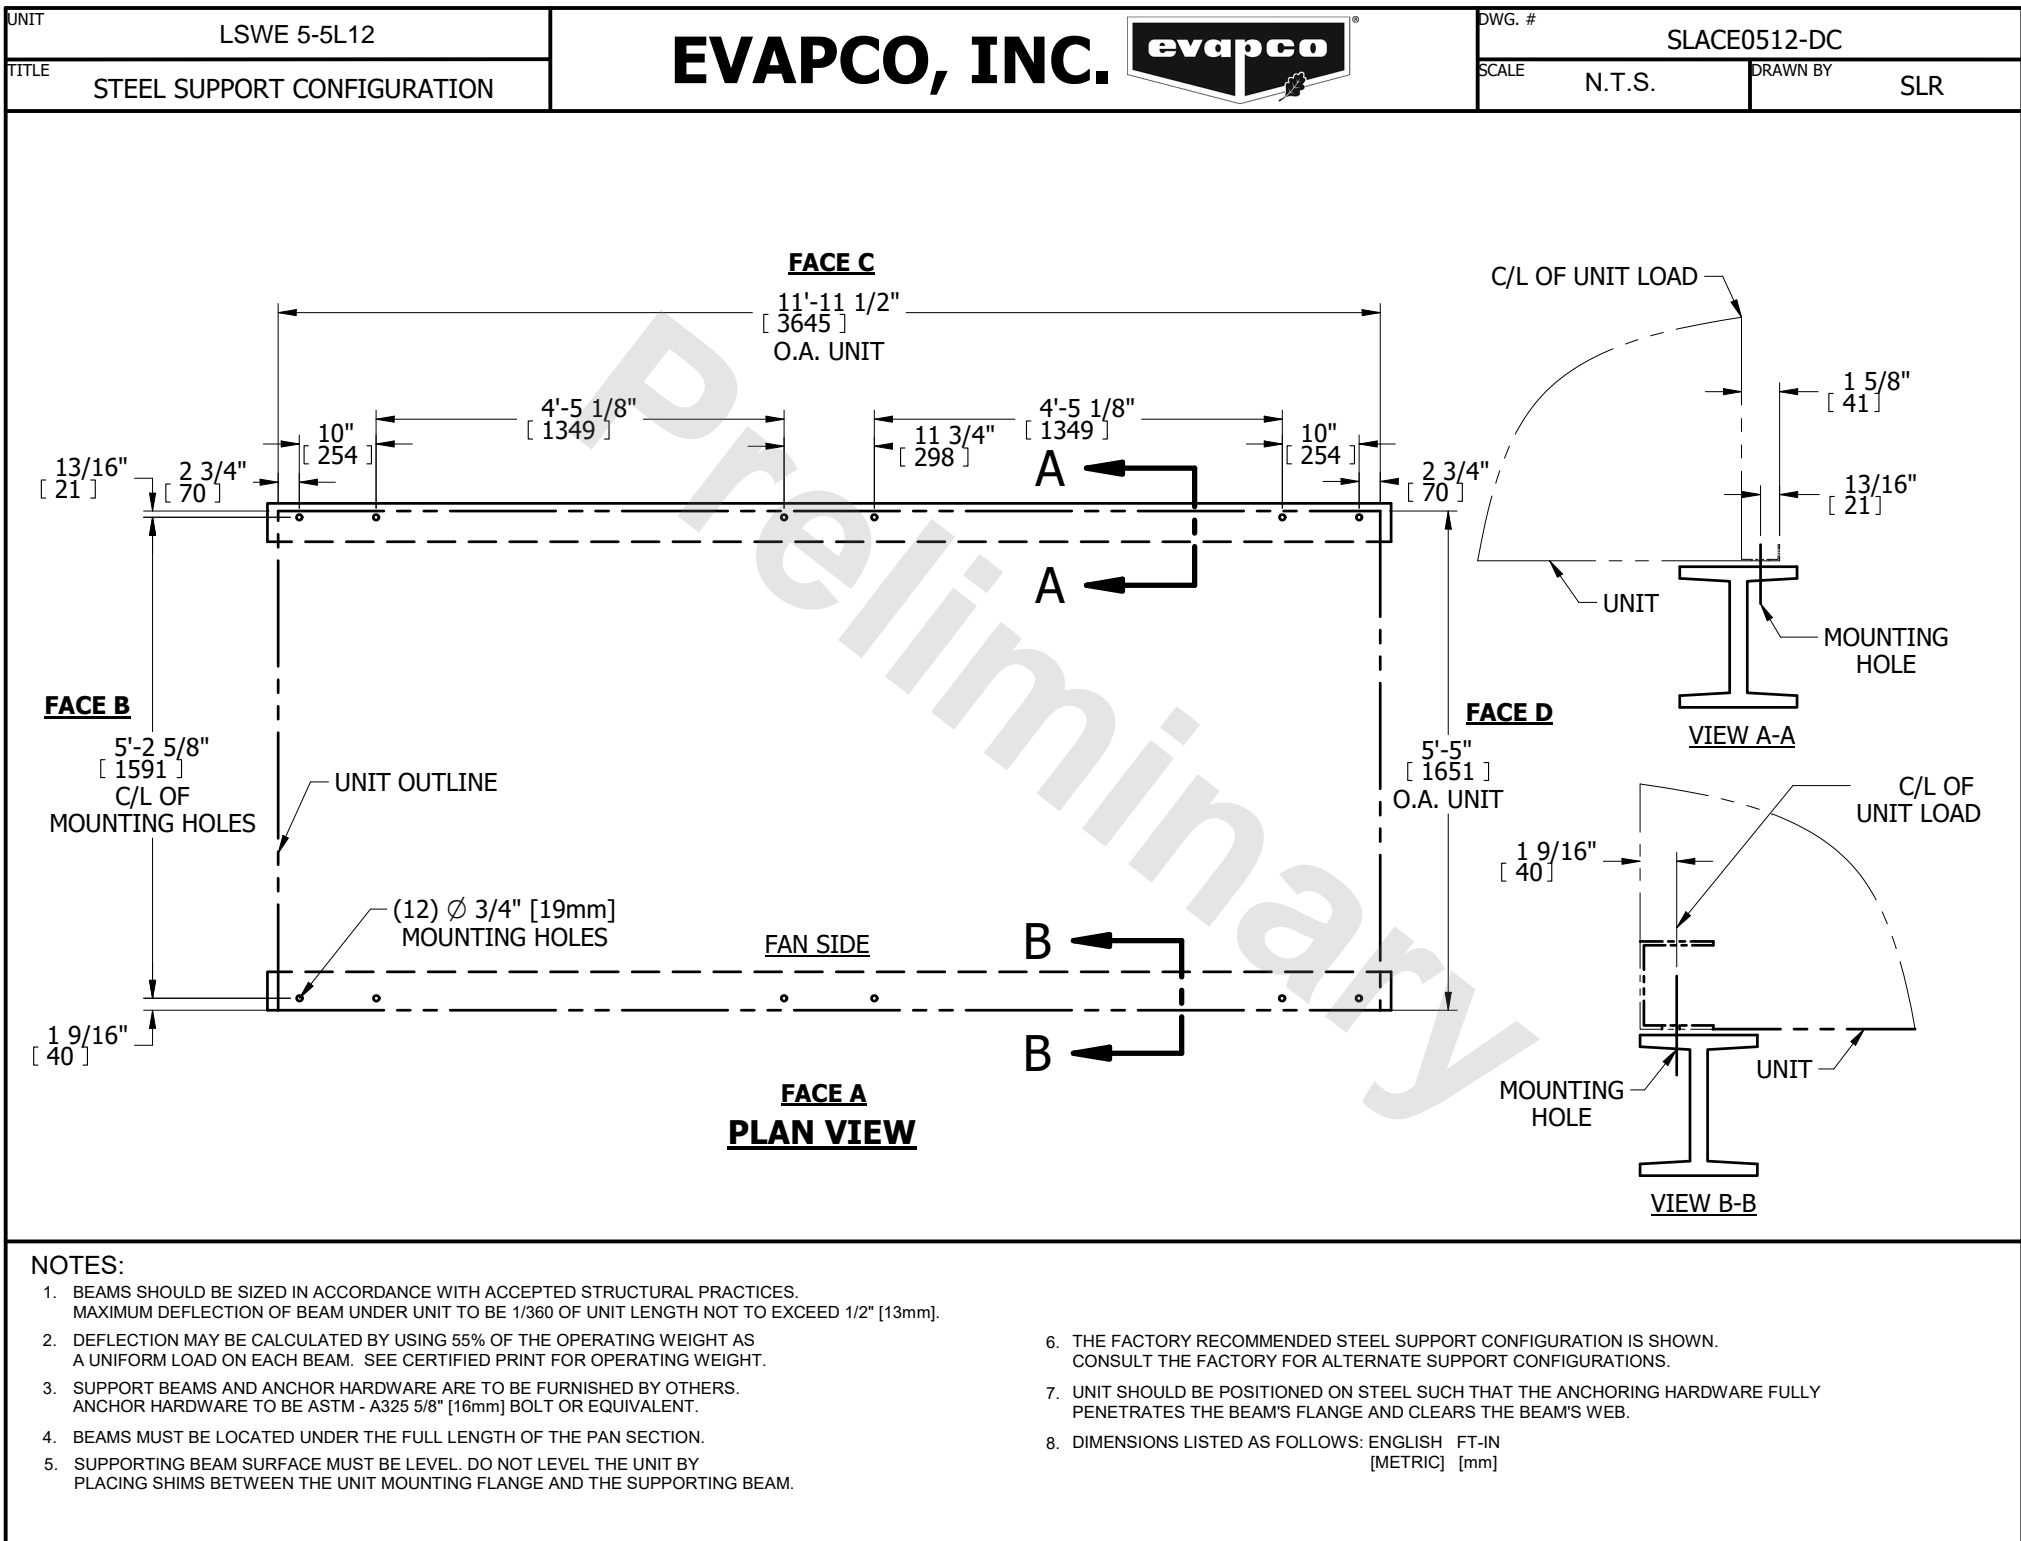 UNIT
LSWE 5-5L12
TITLE
STEEL SUPPORT CONFIGURATION
EVAPCO, INC.
evapco
®
DWG. #
SLACE0512-DC
SCALE
N.T.S.
DRAWN BY
SLR
FACE C
11'-11 1/2"
[ 3645 ]
O.A. UNIT
4'-5 1/8"
[ 1349 ]
4'-5 1/8"
[ 1349 ]
10"
[ 254 ]
11 3/4"
[ 298 ]
10"
[ 254 ]
13/16"
[ 21 ]
2 3/4"
[ 70 ]
2 3/4"
[ 70 ]
A
A
FACE B
5'-2 5/8"
[ 1591 ]
C/L OF
MOUNTING HOLES
UNIT OUTLINE
(12) Ø 3/4" [19mm]
MOUNTING HOLES
FAN SIDE
B
B
1 9/16"
[ 40 ]
FACE D
5'-5"
[ 1651 ]
O.A. UNIT
FACE A
PLAN VIEW
Preliminary
C/L OF UNIT LOAD
1 5/8"
[ 41 ]
13/16"
[ 21 ]
UNIT
MOUNTING
HOLE
VIEW A-A
C/L OF
UNIT LOAD
1 9/16"
[ 40 ]
UNIT
MOUNTING
HOLE
VIEW B-B
NOTES:
1. BEAMS SHOULD BE SIZED IN ACCORDANCE WITH ACCEPTED STRUCTURAL PRACTICES.
MAXIMUM DEFLECTION OF BEAM UNDER UNIT TO BE 1/360 OF UNIT LENGTH NOT TO EXCEED 1/2" [13mm].
2. DEFLECTION MAY BE CALCULATED BY USING 55% OF THE OPERATING WEIGHT AS
A UNIFORM LOAD ON EACH BEAM. SEE CERTIFIED PRINT FOR OPERATING WEIGHT.
3. SUPPORT BEAMS AND ANCHOR HARDWARE ARE TO BE FURNISHED BY OTHERS.
ANCHOR HARDWARE TO BE ASTM - A325 5/8" [16mm] BOLT OR EQUIVALENT.
4. BEAMS MUST BE LOCATED UNDER THE FULL LENGTH OF THE PAN SECTION.
5. SUPPORTING BEAM SURFACE MUST BE LEVEL. DO NOT LEVEL THE UNIT BY
PLACING SHIMS BETWEEN THE UNIT MOUNTING FLANGE AND THE SUPPORTING BEAM.
6. THE FACTORY RECOMMENDED STEEL SUPPORT CONFIGURATION IS SHOWN.
CONSULT THE FACTORY FOR ALTERNATE SUPPORT CONFIGURATIONS.
7. UNIT SHOULD BE POSITIONED ON STEEL SUCH THAT THE ANCHORING HARDWARE FULLY
PENETRATES THE BEAM'S FLANGE AND CLEARS THE BEAM'S WEB.
8. DIMENSIONS LISTED AS FOLLOWS: ENGLISH FT-IN
[METRIC] [mm]